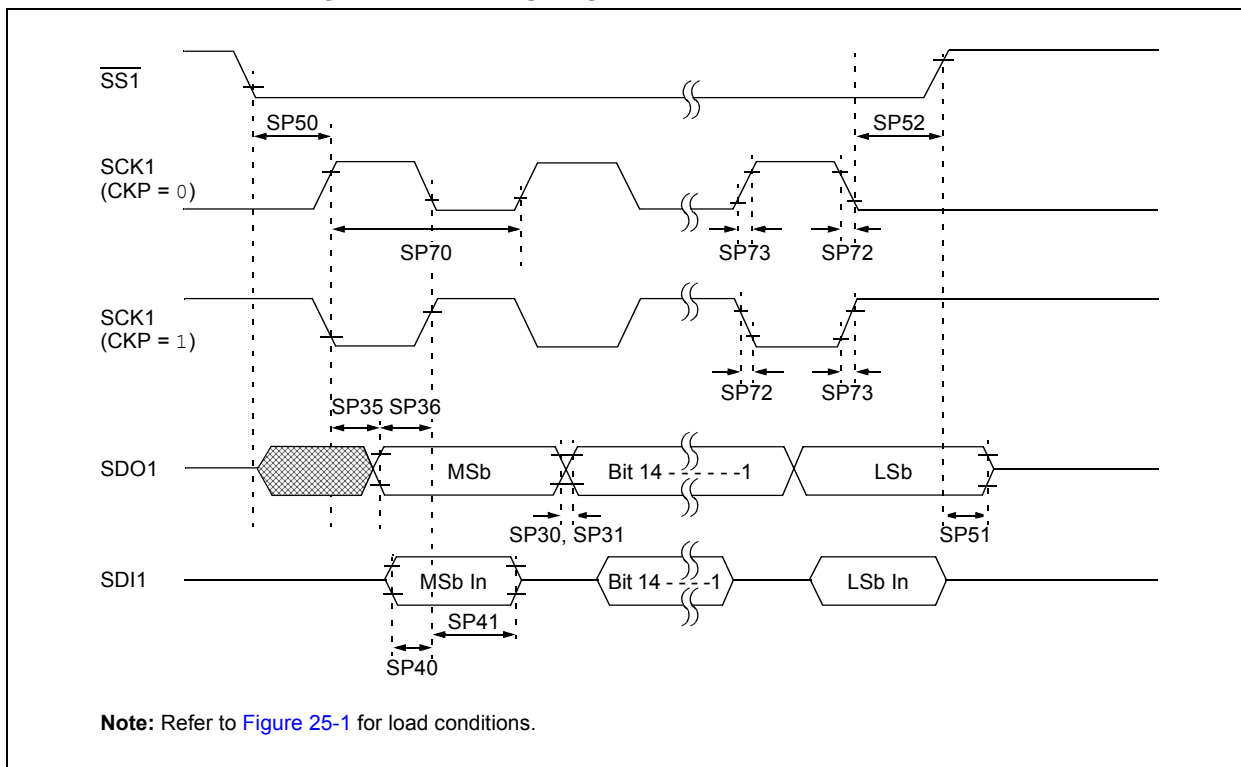 SS1
SP50
SP52
SCK1
(CKP = 0)
SP70
SP73
SP72
SCK1
(CKP = 1)
SP72
SP73
SP35
SP36
SDO1
MSb
Bit 14 - - - - - -1
LSb
SP30, SP31
SP51
SDI1
MSb In
Bit 14 - - - -1
LSb In
SP41
SP40
Note: Refer to Figure 25-1 for load conditions.